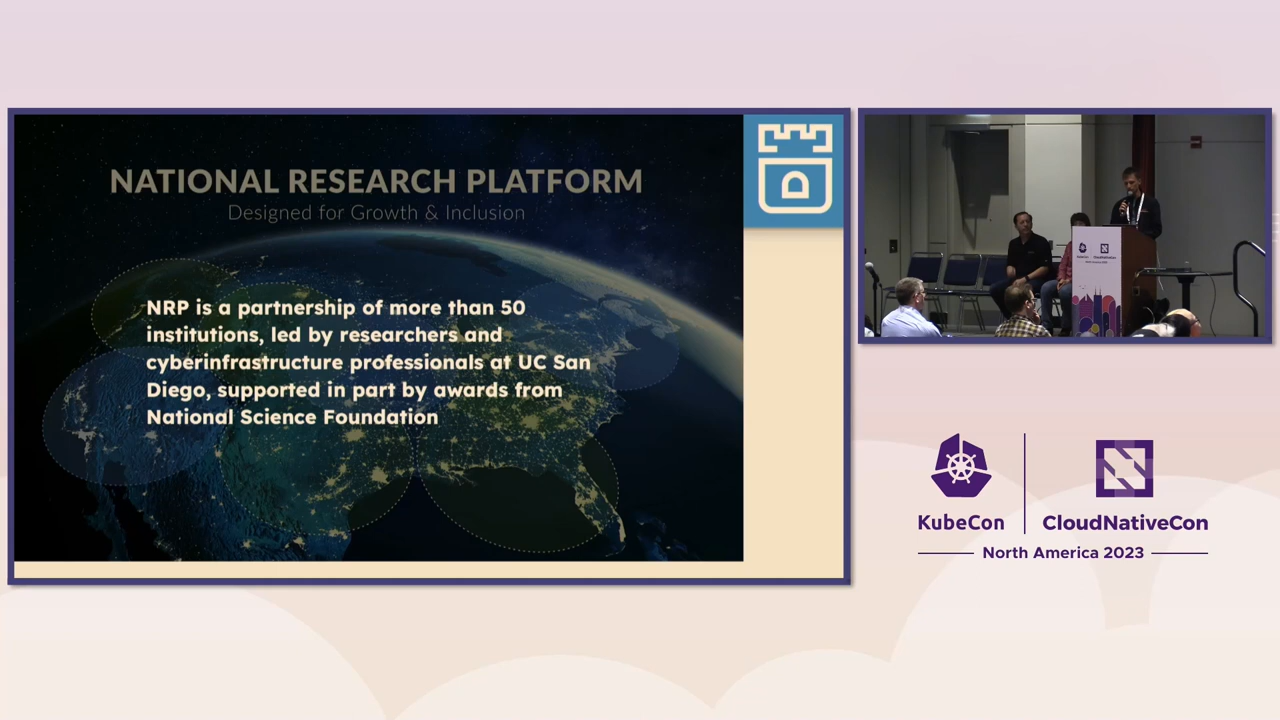 NATIONAL RESEARCH PLATFORM
Designed for Growth & Inclusion
NRP is a partnership of more than 50
institutions, led by researchers and
cyberinfrastructure professionals at UC San
Diego, supported in part by awards from
National Science Foundation
KubeCon
CloudNativeCon
North America 2023